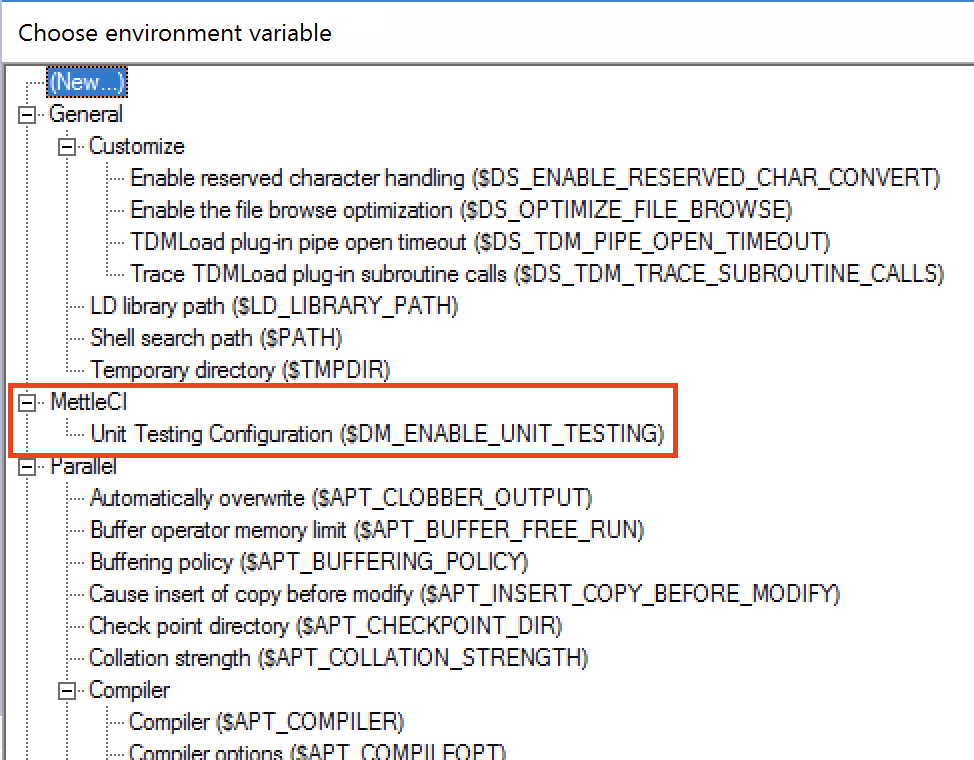 Choose environment variable
(New...)
General
Customize
Enable reserved character handling ($DS_ENABLE_RESERVED_CHAR_CONVERT)
Enable the file browse optimization ($DS_OPTIMIZE_FILE_BROWSE)
TDMLoad plug-in pipe open timeout ($DS_TDM_PIPE_OPEN_TIMEOUT)
Trace TDMLoad plug-in subroutine calls ($DS_TDM_TRACE_SUBROUTINE_CALLS)
LD library path ($LD_LIBRARY_PATH)
Shell search path ($PATH)
Temporary directory ($TMPDIR)
MettleCI
Unit Testing Configuration ($DM_ENABLE_UNIT_TESTING)
Parallel
Automatically overwrite ($APT_CLOBBER_OUTPUT)
Buffer operator memory limit ($APT_BUFFER_FREE_RUN)
Buffering policy ($APT_BUFFERING_POLICY)
Cause insert of copy before modify ($APT_INSERT_COPY_BEFORE_MODIFY)
Check point directory ($APT_CHECKPOINT_DIR)
Collation strength ($APT_COLLATION_STRENGTH)
Compiler
Compiler ($APT_COMPILER)
Compiler options ($APT_COMPILEOPT)